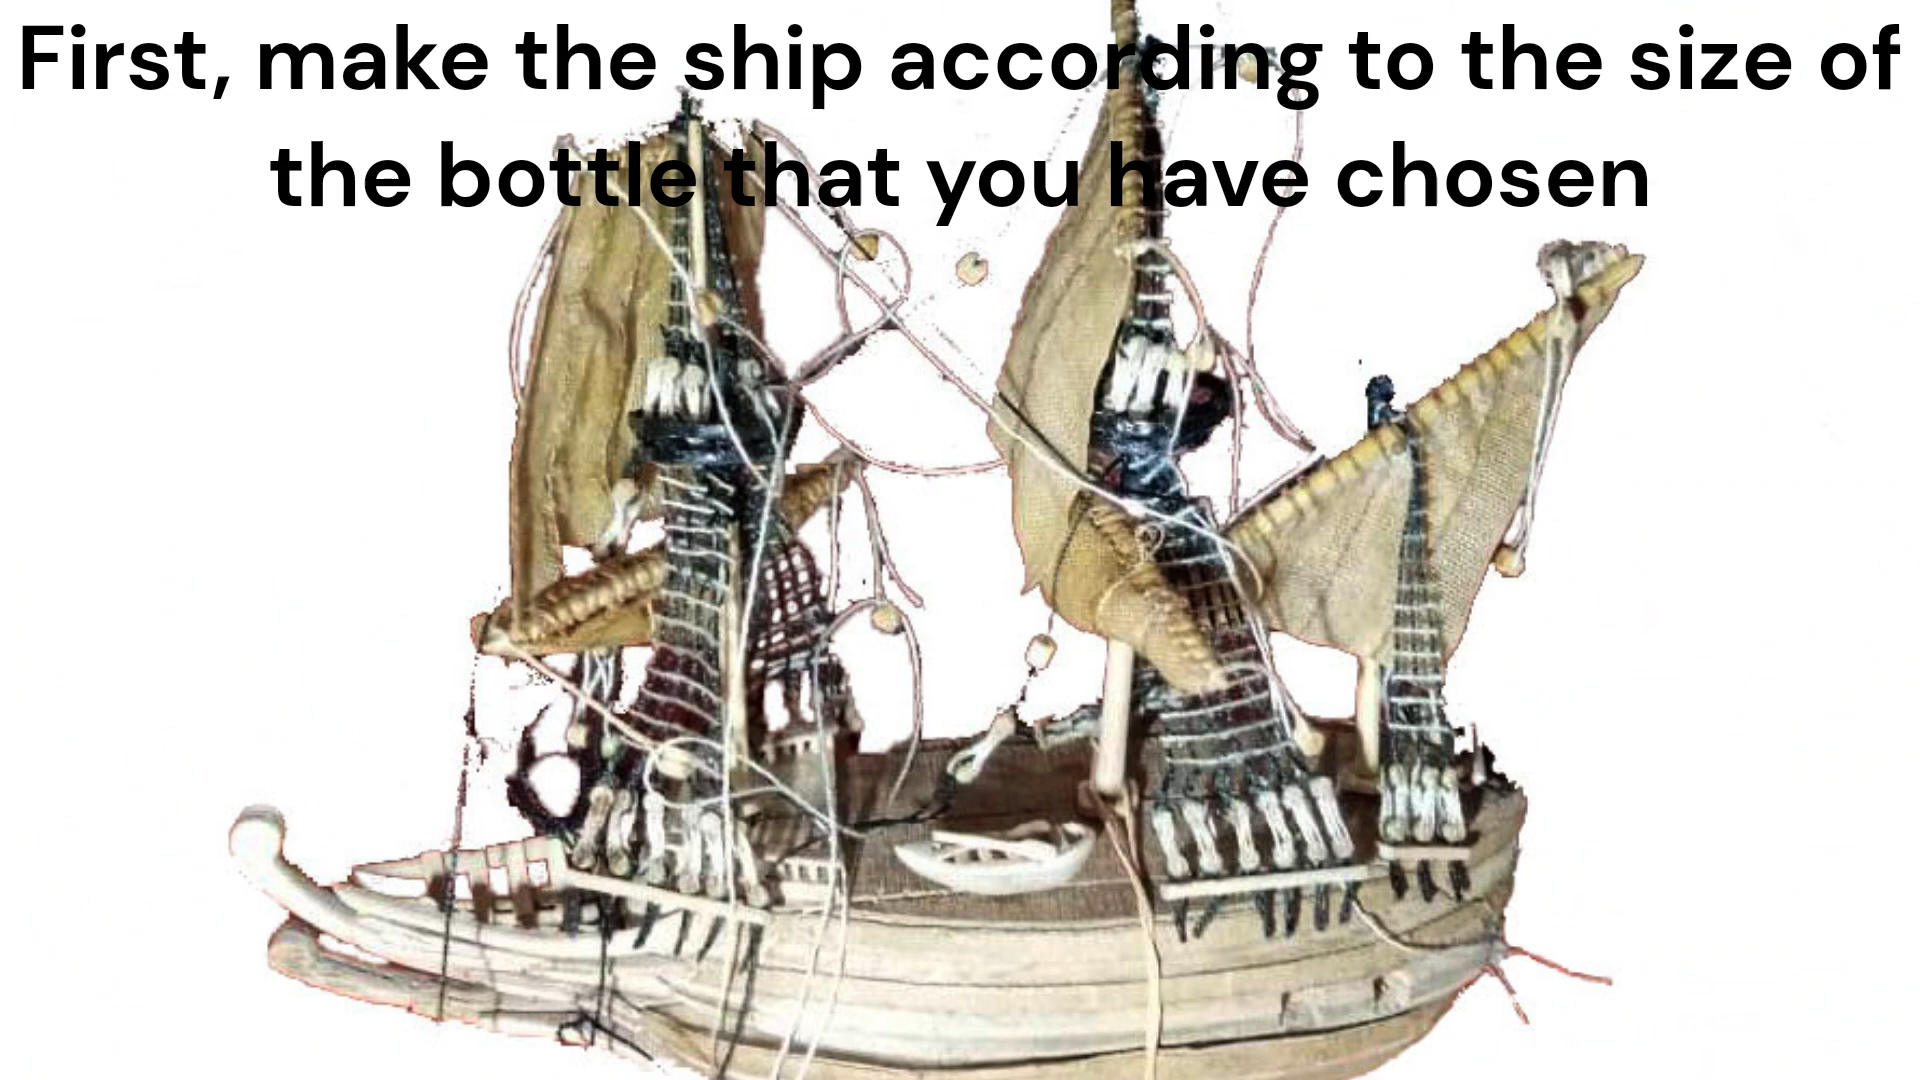 First, make the ship according to the size of
the bottle that you have chosen